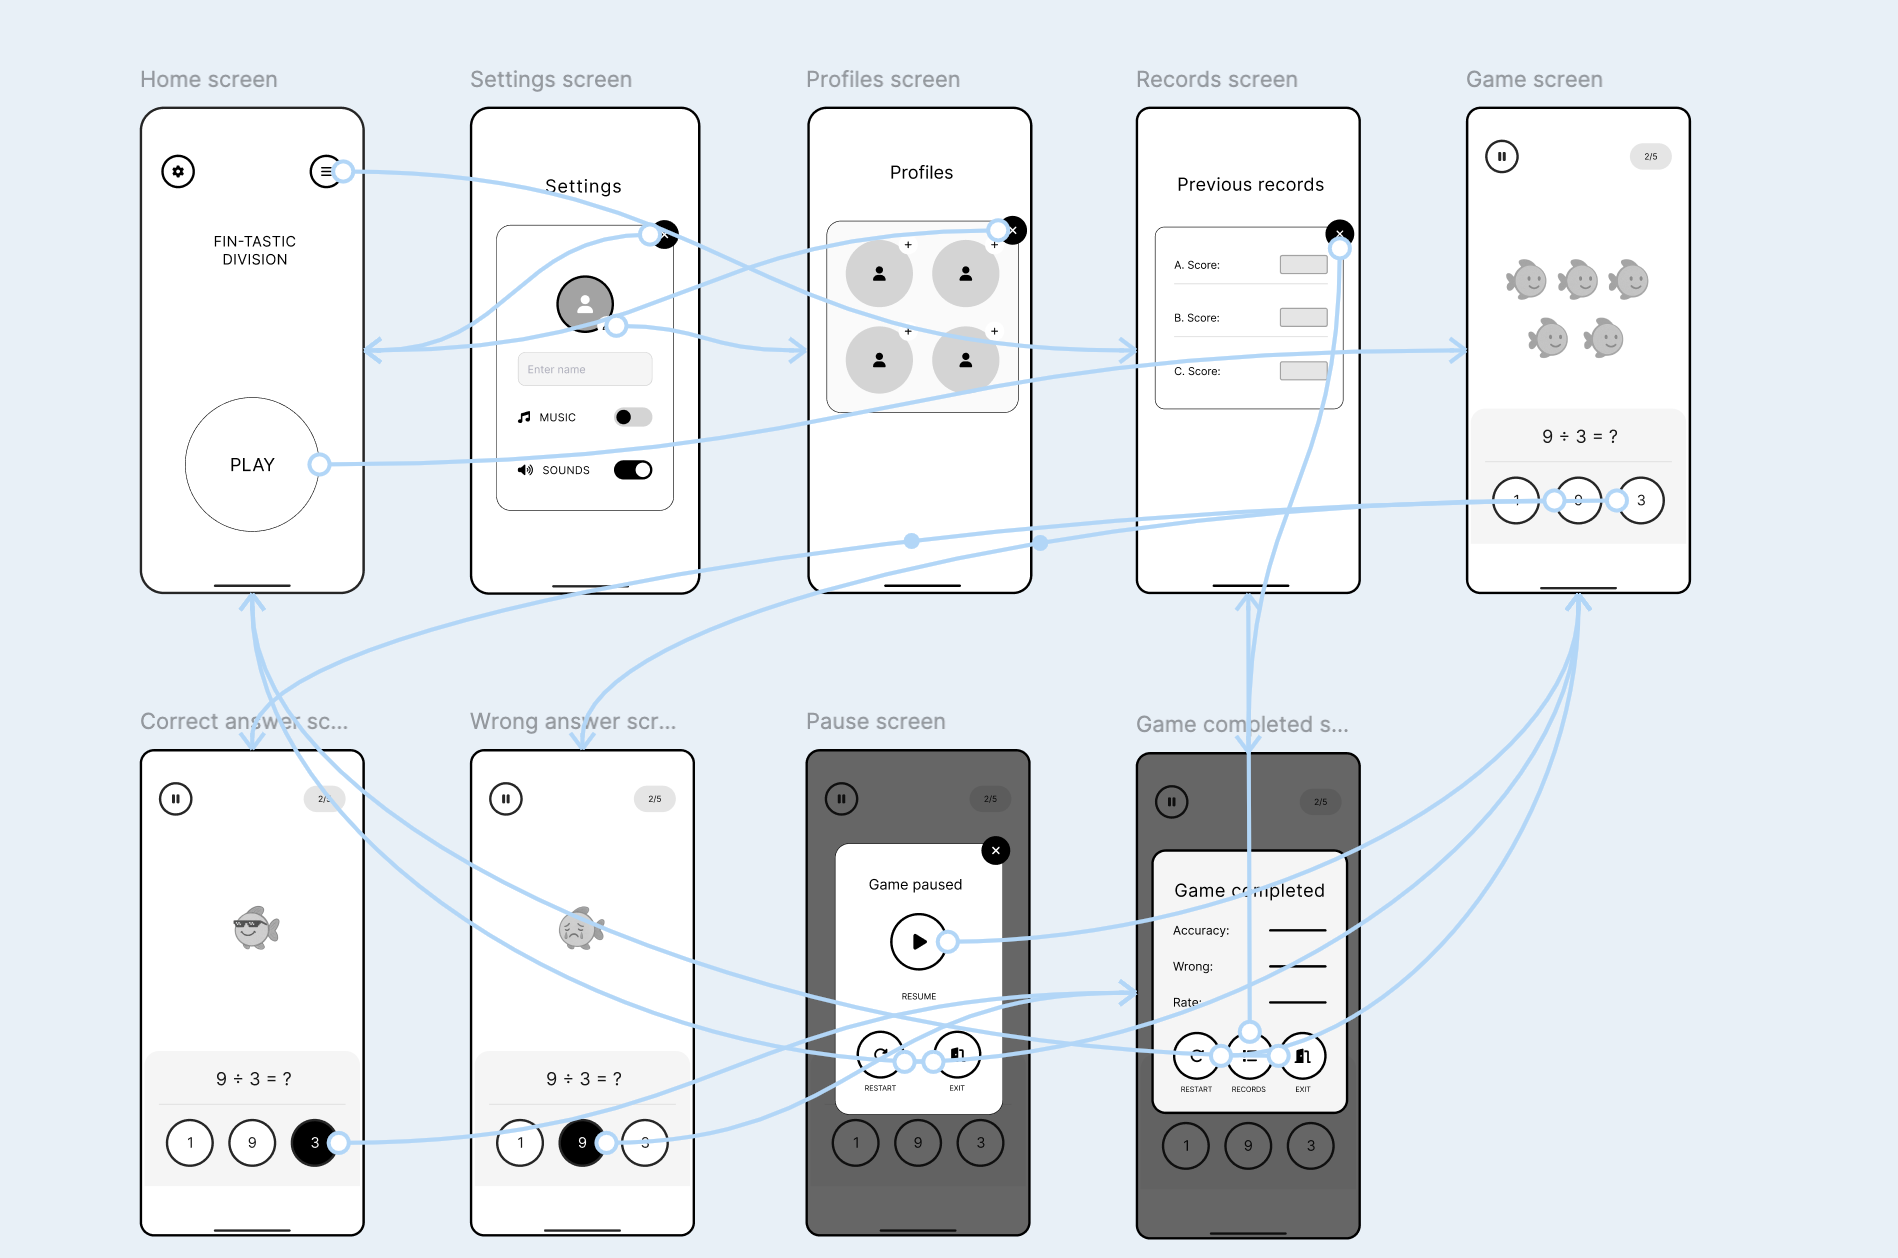 Home screen
Settings screen
Profiles screen
Records screen
Game screen
FIN-TASTIC
DIVISION
PLAY
Settings
Enter name
MUSIC
SOUNDS
Profiles
Previous records
A. Score:
B. Score:
C. Score:
2/5
9 ÷ 3 = ?
1 9 3
Correct answer sc...
Wrong answer scr...
Pause screen
Game completed s...
2/5
9 ÷ 3 = ?
1 9 3
2/5
9 ÷ 3 = ?
1 9 3
2/5
Game paused
RESUME
RESTART EXIT
1 9 3
2/5
Game completed
Accuracy:
Wrong:
Rate:
RESTART RECORDS EXIT
1 9 3